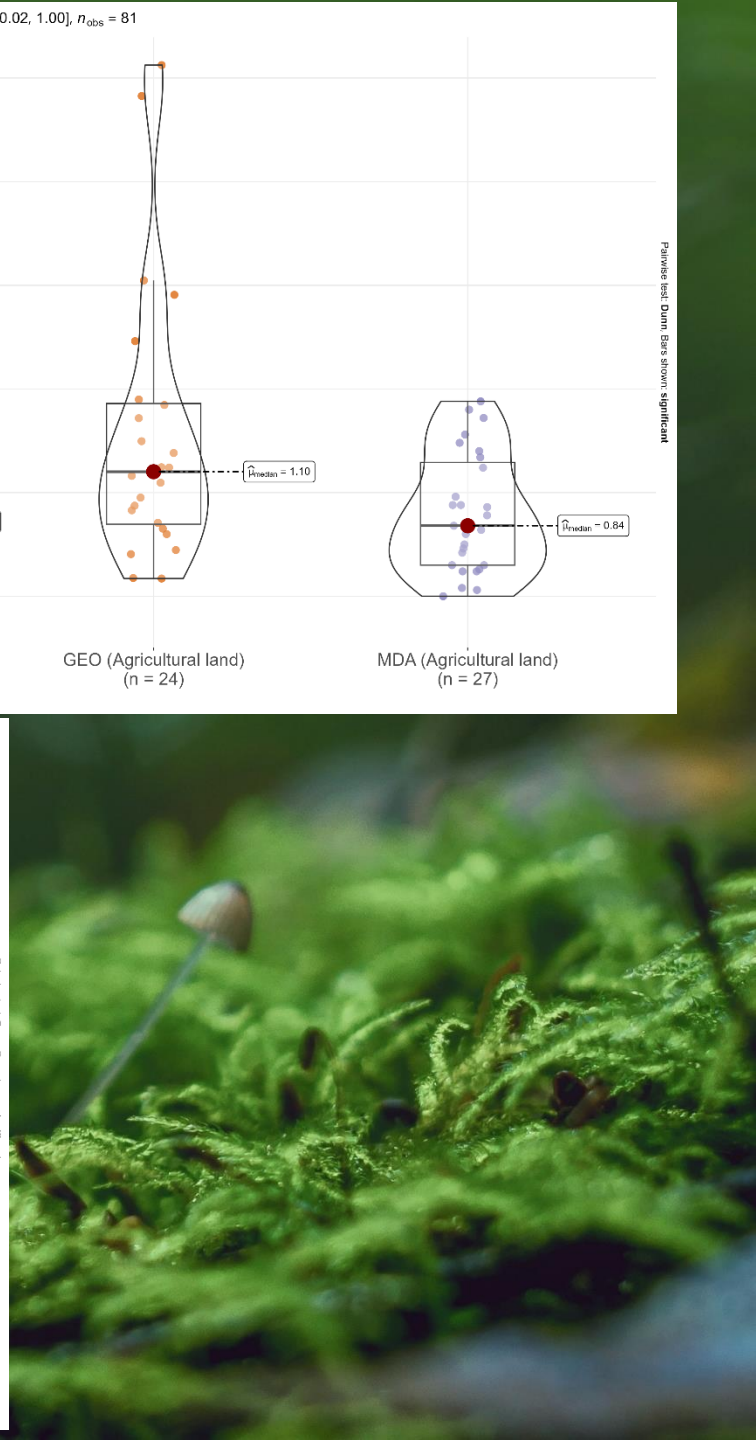 0.02, 1.00], nobs = 81
Pairwise test: Dunn, Bars shown: significant
μ̂median = 1.10
μ̂median = 0.84
GEO (Agricultural land)
(n = 24)
MDA (Agricultural land)
(n = 27)